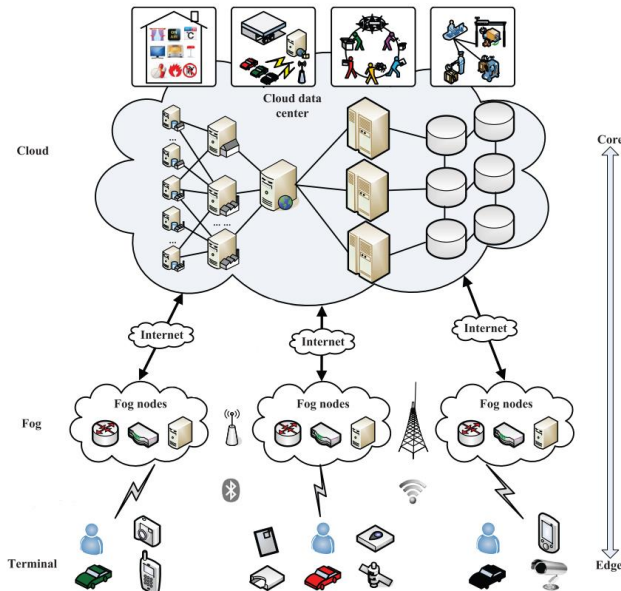 °C
Cloud data
center
Cloud
Core
...
... ...
...
Internet
Internet
Internet
Fog nodes
Fog nodes
Fog nodes
Fog
Terminal
Edge